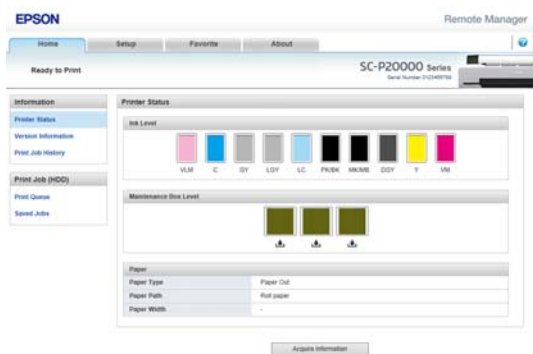 EPSON
Remote Manager
Home Setup Favorite About
Ready to Print
SC-P20000 Series
Serial Number 0123456789
Information
Printer Status
Version Information
Print Job History
Print Job (HDD)
Print Queue
Saved Jobs
Printer Status
Ink Level
VLM C GY LGY LC PK/BK MK/MB DGY Y VM
Maintenance Box Level
Paper
Paper Type Paper Out
Paper Path Roll paper
Paper Width -
Acquire Information